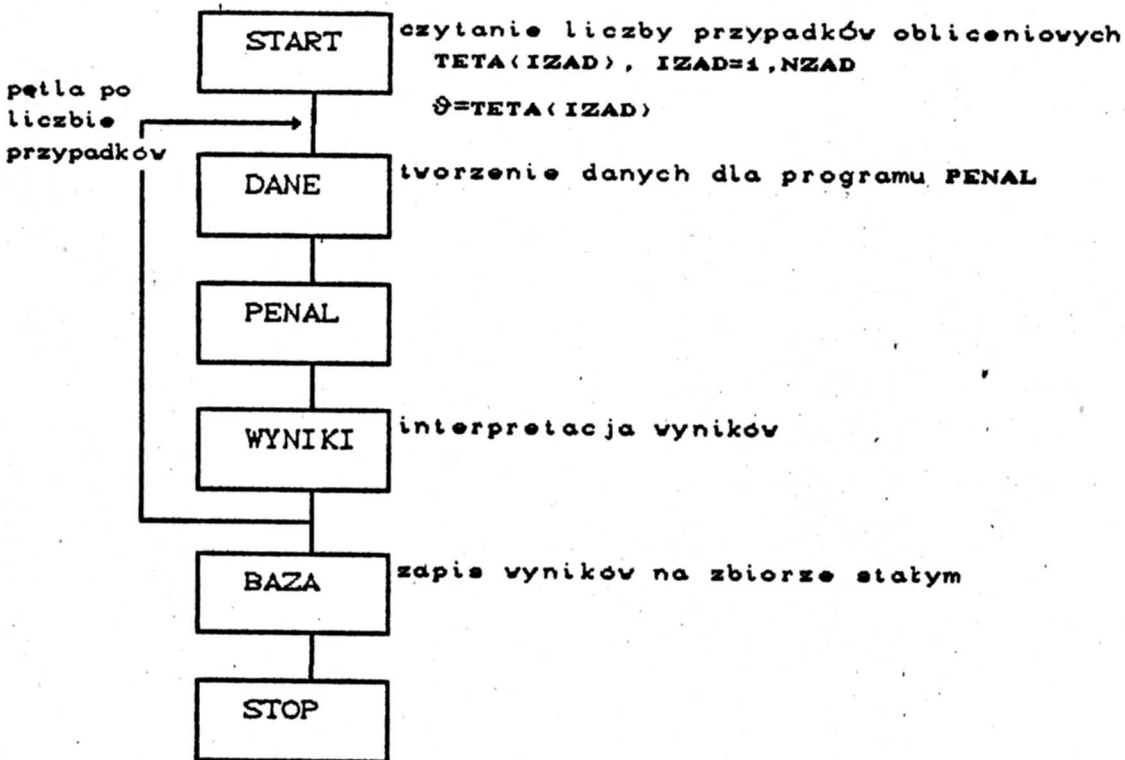 START
czytanie liczby przypadków obliceniowych
TETA(IZAD), IZAD=1,NZAD
ϑ=TETA(IZAD)
pętla po
liczbie
przypadków
DANE
tworzenie danych dla programu PENAL
PENAL
WYNIKI
interpretacja wyników
BAZA
zapis wyników na zbiorze stałym
STOP